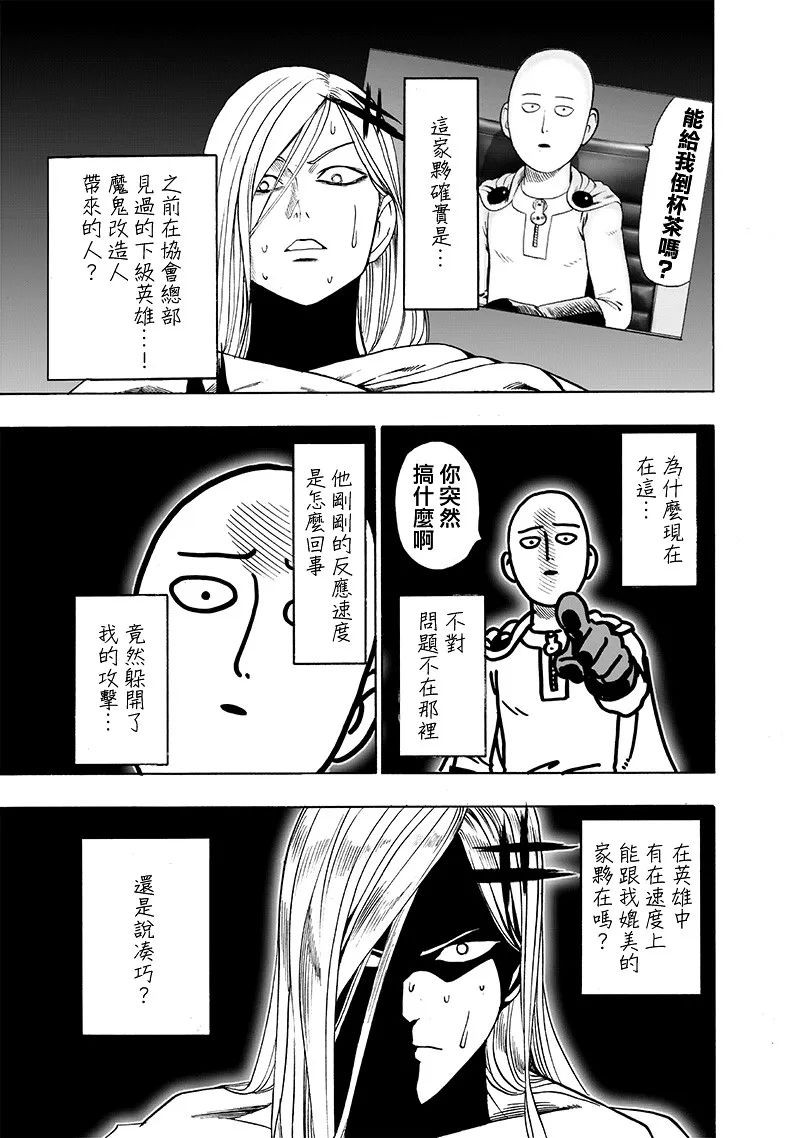 能給我倒杯茶嗎？
這家夥確實是…
之前在協會總部
見過的下級英雄…！
魔鬼改造人
帶來的人？
為什麼現在
在這…
你突然
搞什麼啊
不對
問題不在那裡
他剛剛的反應速度
是怎麼回事
竟然躲開了
我的攻擊…
在英雄中
有在速度上
能跟我媲美的
家夥在嗎？
還是說凑巧？